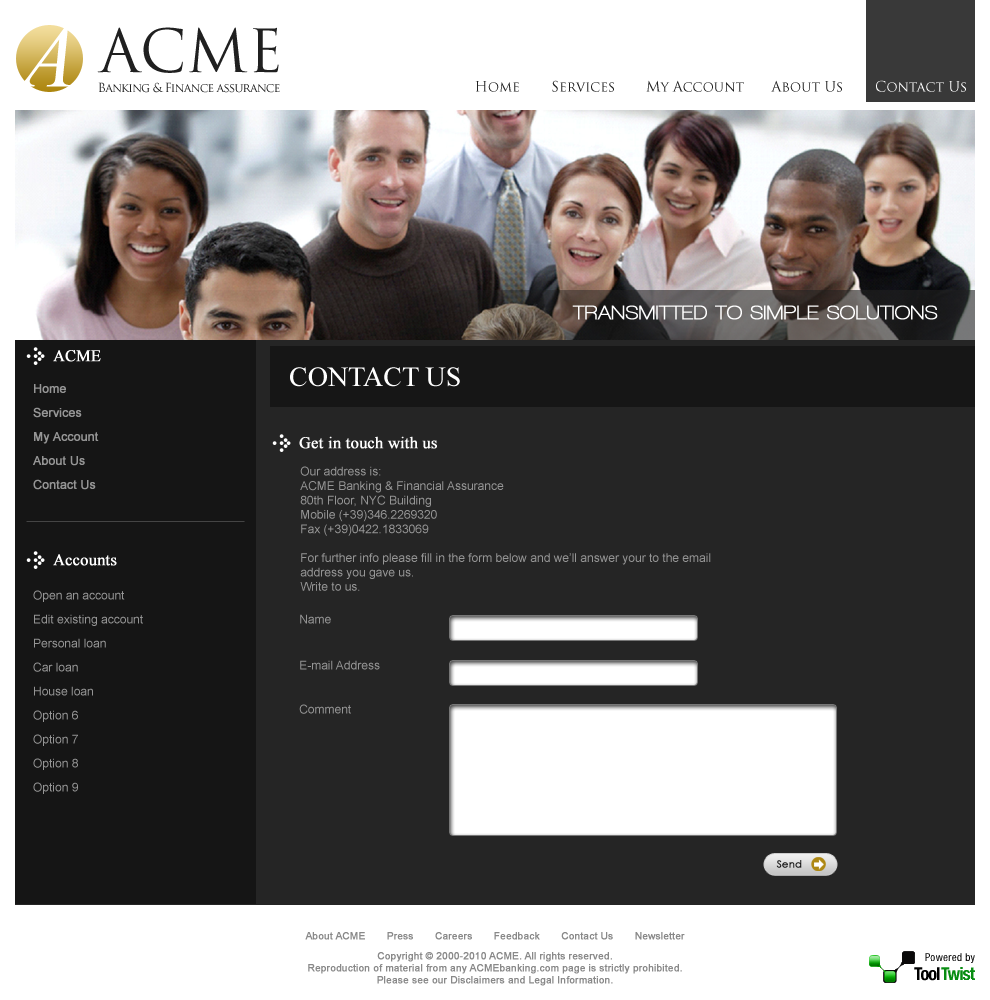 A ACME
BANKING & FINANCE ASSURANCE
HOME SERVICES MY ACCOUNT ABOUT US CONTACT US
TRANSMITTED TO SIMPLE SOLUTIONS
ACME
Home
Services
My Account
About Us
Contact Us
Accounts
Open an account
Edit existing account
Personal loan
Car loan
House loan
Option 6
Option 7
Option 8
Option 9
CONTACT US
Get in touch with us
Our address is:
ACME Banking & Financial Assurance
80th Floor, NYC Building
Mobile (+39)346.2269320
Fax (+39)0422.1833069
For further info please fill in the form below and we'll answer your to the email
address you gave us.
Write to us.
Name
E-mail Address
Comment
Send
About ACME Press Careers Feedback Contact Us Newsletter
Copyright © 2000-2010 ACME. All rights reserved.
Reproduction of material from any ACMEbanking.com page is strictly prohibited.
Please see our Disclaimers and Legal Information.
Powered by
ToolTwist